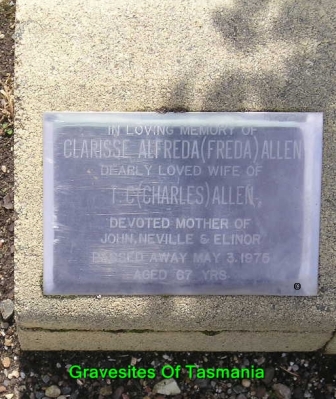 IN LOVING MEMORY OF
CLARISSE ALFREDA (FREDA) ALLEN
DEARLY LOVED WIFE OF
T. C (CHARLES) ALLEN,
DEVOTED MOTHER OF
JOHN, NEVILLE & ELINOR
PASSED AWAY MAY 3. 1975
AGED 67 YRS
Gravesites Of Tasmania